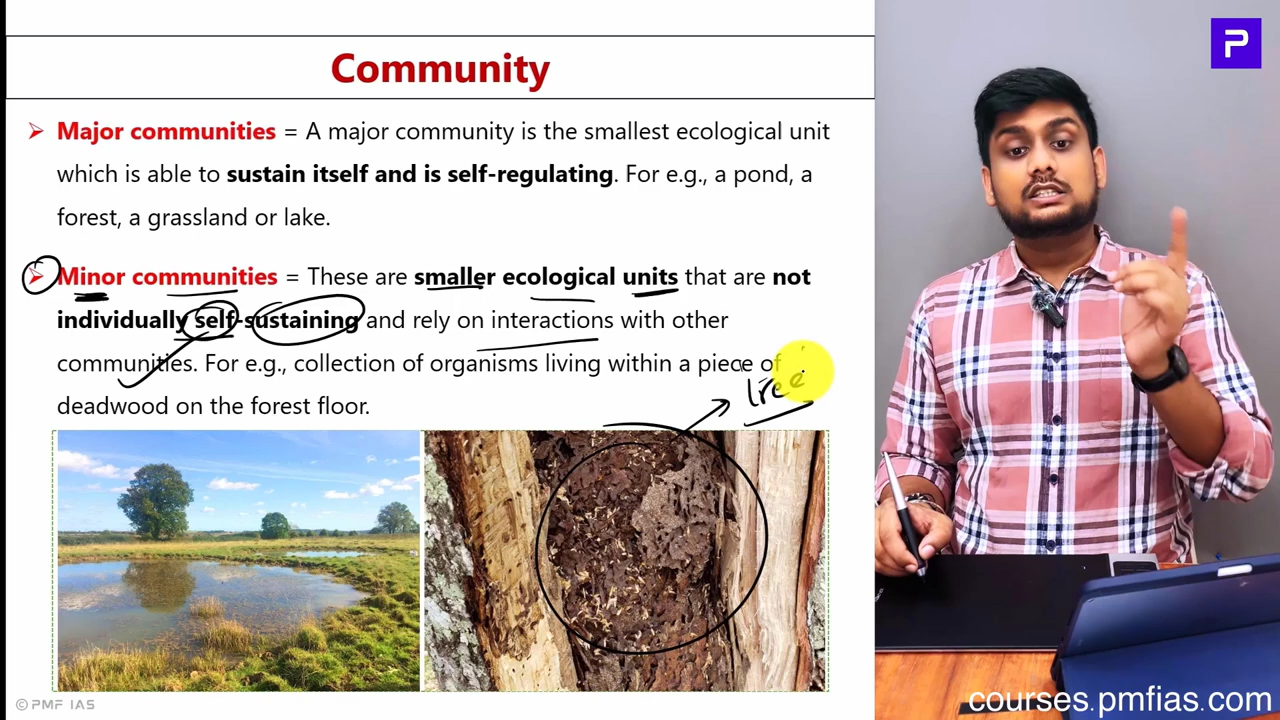 Community
➢ Major communities = A major community is the smallest ecological unit
which is able to sustain itself and is self-regulating. For e.g., a pond, a
forest, a grassland or lake.
➢ Minor communities = These are smaller ecological units that are not
individually self-sustaining and rely on interactions with other
communities. For e.g., collection of organisms living within a piece of
deadwood on the forest floor.
tree
© PMF IAS
P
courses.pmfias.com